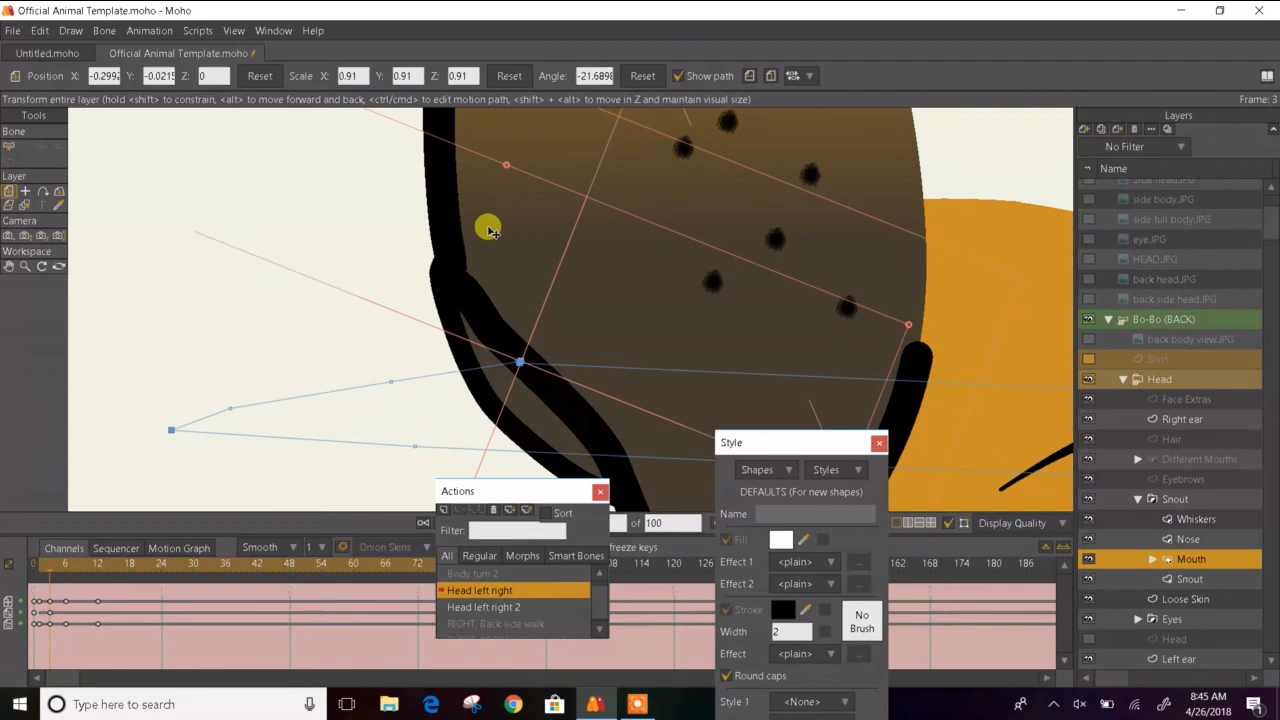 Official Animal Template.moho - Moho
File Edit Draw Bone Animation Scripts View Window Help
Untitled.moho Official Animal Template.moho
Position X: -0.2992 Y: -0.0215 Z: 0 Reset Scale X: 0.91 Y: 0.91 Z: 0.91 Reset Angle: -21.6898 Reset Show path
Transform entire layer (hold <shift> to constrain, <alt> to move forward and back, <ctrl/cmd> to edit motion path, <shift> + <alt> to move in Z and maintain visual size) Frame: 3
Tools
Bone
Layer
Camera
Workspace
Layers
No Filter
Name
side head.JPG
side body.JPG
side full body.JPG
eye.JPG
HEAD.JPG
back head.JPG
back side head.JPG
Bo-Bo (BACK)
back body view.JPG
Shirt
Head
Face Extras
Right ear
Hair
Different Mouths
Eyebrows
Snout
Whiskers
Nose
Mouth
Snout
Loose Skin
Eyes
Head
Left ear
Style
Shapes Styles
DEFAULTS (For new shapes)
Name
Fill
Effect 1 <plain> ...
Effect 2 <plain> ...
Stroke
Width 2
No Brush
Effect <plain> ...
Round caps
Style 1 <None>
Actions
Sort
Filter:
All Regular Morphs Smart Bones
Body turn 2
Head left right
Head left right 2
RIGHT, Back side walk
of 100
Display Quality
Channels Sequencer Motion Graph Smooth 1 Onion Skins
freeze keys
0 6 12 18 24 30 36 42 48 54 60 66 72 108 114 120 126 162 168 174 180 186
0 1 2 5 6 7
Type here to search
8:45 AM
4/26/2018